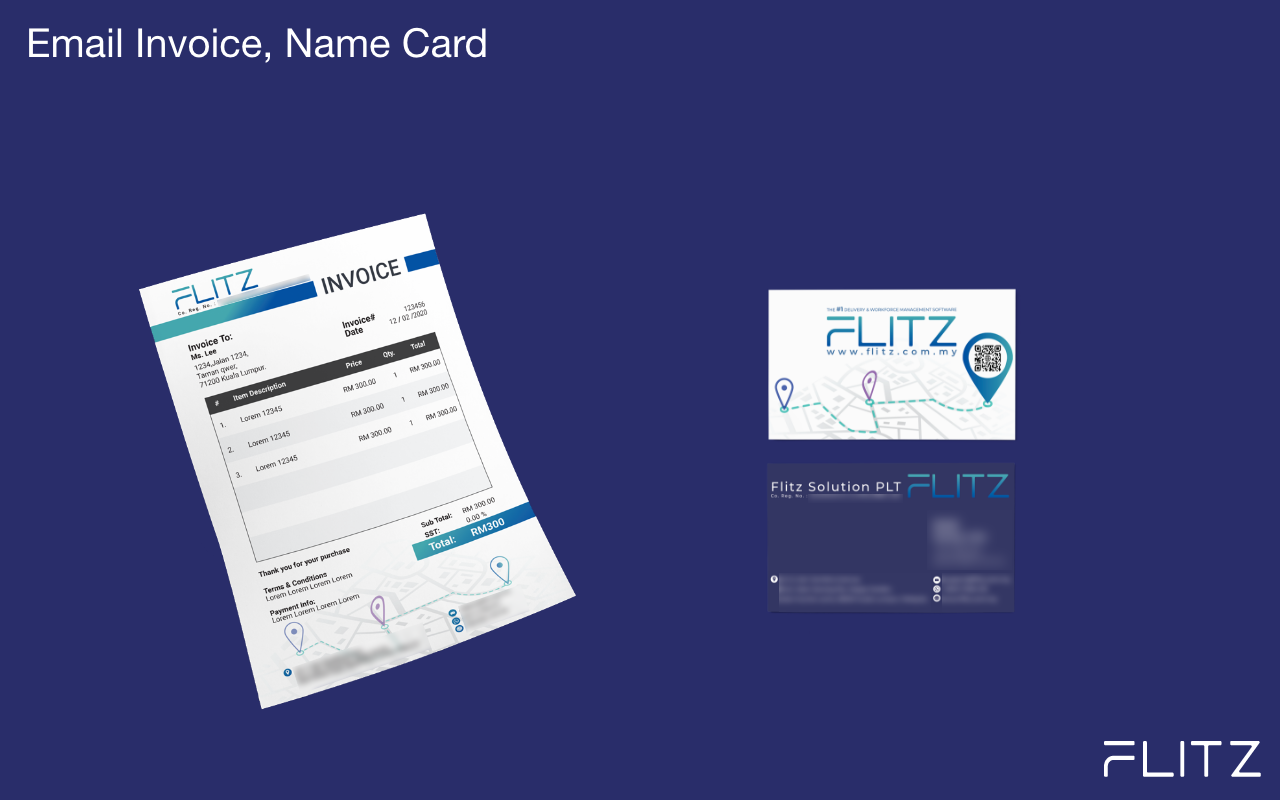 Email Invoice, Name Card
FLITZ
Co. Reg. No.
INVOICE
Invoice To:
Ms. Lee
1234,Jalan 1234,
Taman qwer,
71200 Kuala Lumpur.
Invoice# 123456
Date 12 / 02 /2020
# Item Description Price Qty. Total
1. Lorem 12345 RM 300.00 1 RM 300.00
2. Lorem 12345 RM 300.00 1 RM 300.00
3. Lorem 12345 RM 300.00 1 RM 300.00
Sub Total: RM 300.00
SST: 0.00 %
Total: RM300
Thank you for your purchase
Terms & Conditions
Lorem Lorem Lorem Lorem
Payment Info:
Lorem Lorem Lorem Lorem
THE #1 DELIVERY & WORKFORCE MANAGEMENT SOFTWARE
FLITZ
www.flitz.com.my
Flitz Solution PLT FLITZ
Co. Reg. No.
FLITZ